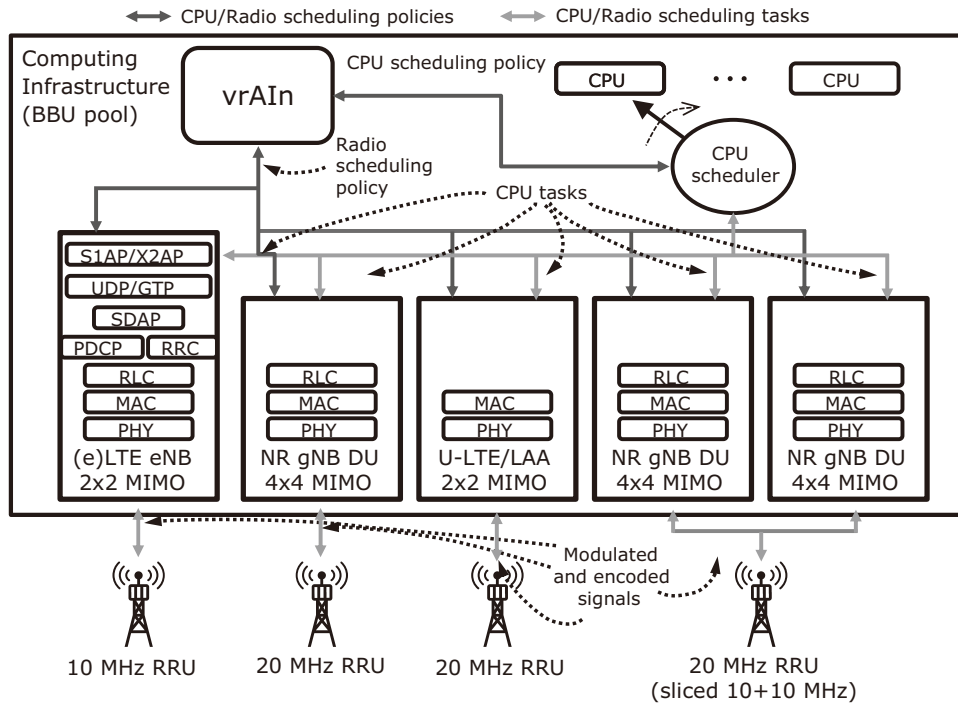 CPU/Radio scheduling policies
CPU/Radio scheduling tasks
Computing
Infrastructure
(BBU pool)
vrAIn
CPU scheduling policy
CPU
...
CPU
CPU
scheduler
Radio
scheduling
policy
CPU tasks
S1AP/X2AP
UDP/GTP
SDAP
PDCP
RRC
RLC
MAC
PHY
(e)LTE eNB
2x2 MIMO
RLC
MAC
PHY
NR gNB DU
4x4 MIMO
MAC
PHY
U-LTE/LAA
2x2 MIMO
RLC
MAC
PHY
NR gNB DU
4x4 MIMO
RLC
MAC
PHY
NR gNB DU
4x4 MIMO
Modulated
and encoded
signals
10 MHz RRU
20 MHz RRU
20 MHz RRU
20 MHz RRU
(sliced 10+10 MHz)